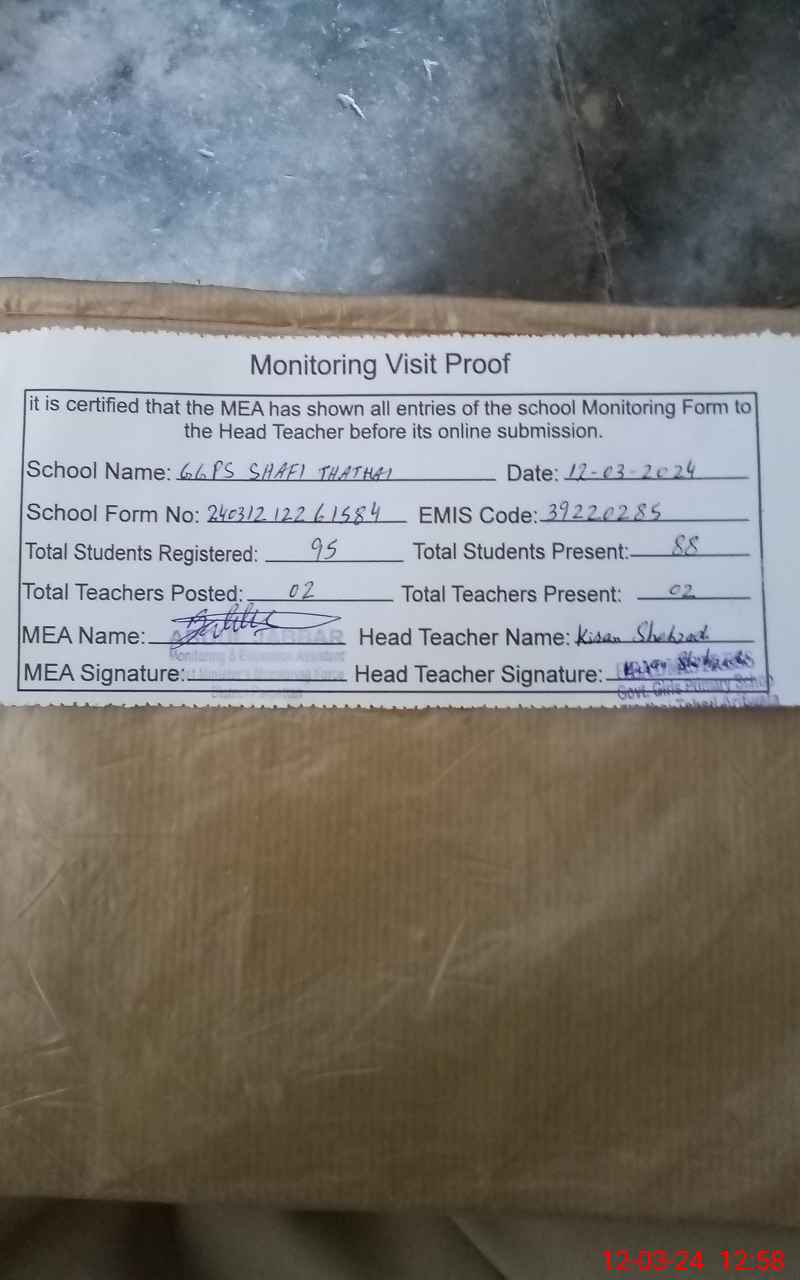 Monitoring Visit Proof
it is certified that the MEA has shown all entries of the school Monitoring Form to
the Head Teacher before its online submission.
School Name: GGPS SHAFI THATHAI Date: 12-03-2024
School Form No: 24031212261584 EMIS Code: 39220285
Total Students Registered: 95 Total Students Present: 88
Total Teachers Posted: 02 Total Teachers Present: 02
MEA Name: JABBAR Head Teacher Name: Kiran Shehzad
Monitoring & Evaluation Assistant
MEA Signature: Head Teacher Signature:
Govt. Girls Primary School
12-03-24 12:58